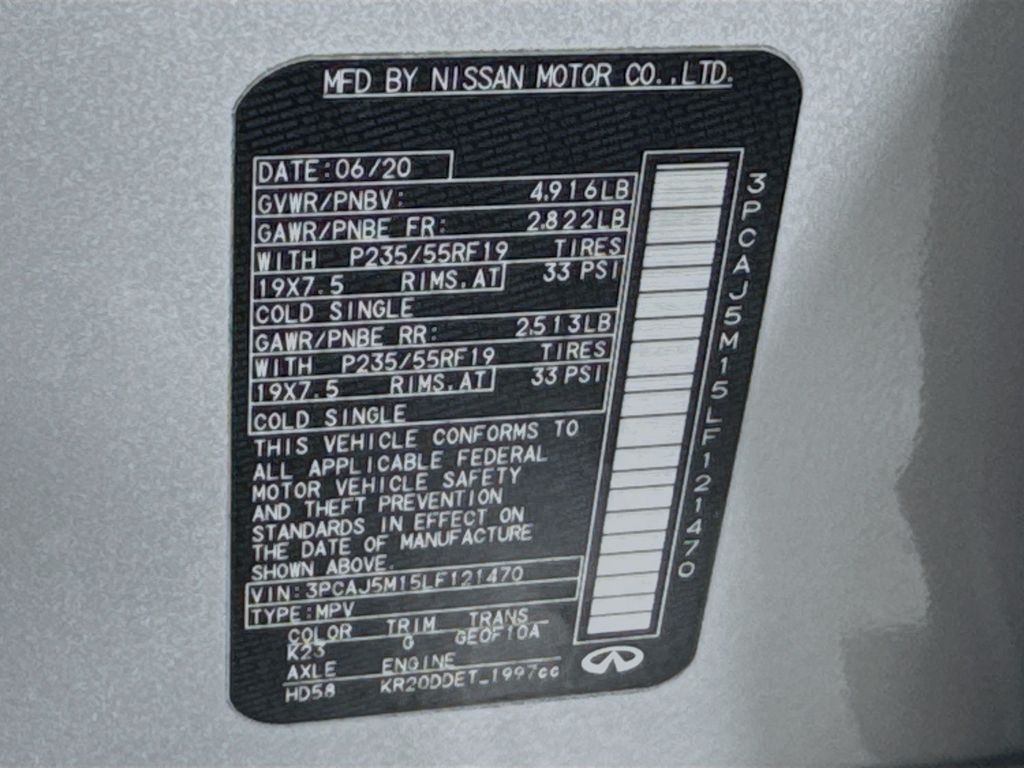 MFD BY NISSAN MOTOR CO.,LTD.
DATE:06/20
GVWR/PNBV: 4,916LB
GAWR/PNBE FR: 2,822LB
WITH P235/55RF19 TIRES
19X7.5 RIMS.AT 33 PSI
COLD SINGLE
GAWR/PNBE RR: 2,513LB
WITH P235/55RF19 TIRES
19X7.5 RIMS.AT 33 PSI
COLD SINGLE
THIS VEHICLE CONFORMS TO
ALL APPLICABLE FEDERAL
MOTOR VEHICLE SAFETY
AND THEFT PREVENTION
STANDARDS IN EFFECT ON
THE DATE OF MANUFACTURE
SHOWN ABOVE.
VIN:3PCAJ5M15LF121470
TYPE:MPV
COLOR TRIM TRANS
K23 G GE0F10A
AXLE ENGINE
HD58 KR20DDET_1997cc
3PCAJ5M15LF121470